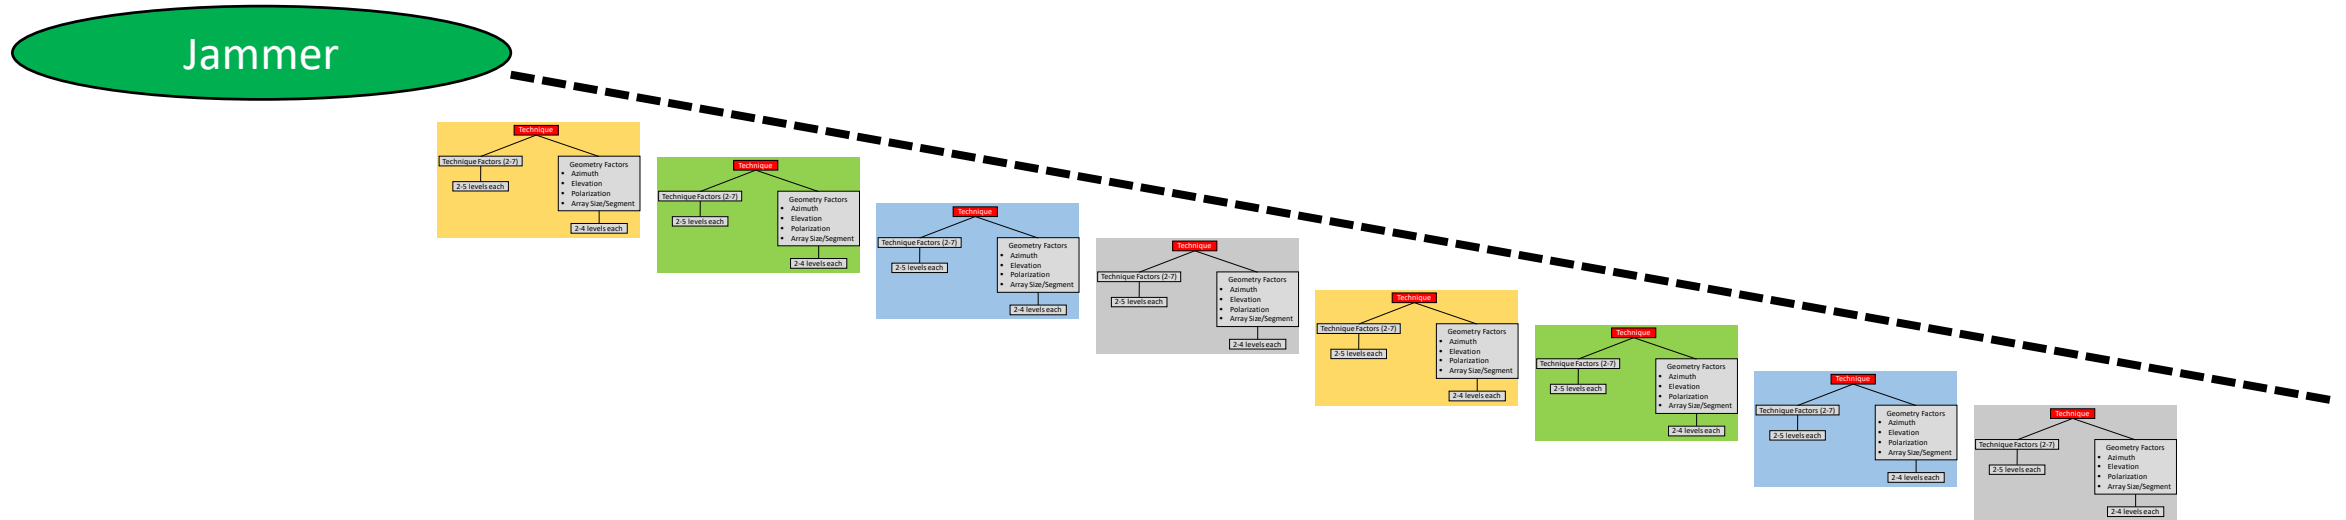 Jammer
Technique
Technique Factors (2-7)
2-5 levels each
Geometry Factors
• Azimuth
• Elevation
• Polarization
• Array Size/Segment
2-4 levels each
Technique
Technique Factors (2-7)
2-5 levels each
Geometry Factors
• Azimuth
• Elevation
• Polarization
• Array Size/Segment
2-4 levels each
Technique
Technique Factors (2-7)
2-5 levels each
Geometry Factors
• Azimuth
• Elevation
• Polarization
• Array Size/Segment
2-4 levels each
Technique
Technique Factors (2-7)
2-5 levels each
Geometry Factors
• Azimuth
• Elevation
• Polarization
• Array Size/Segment
2-4 levels each
Technique
Technique Factors (2-7)
2-5 levels each
Geometry Factors
• Azimuth
• Elevation
• Polarization
• Array Size/Segment
2-4 levels each
Technique
Technique Factors (2-7)
2-5 levels each
Geometry Factors
• Azimuth
• Elevation
• Polarization
• Array Size/Segment
2-4 levels each
Technique
Technique Factors (2-7)
2-5 levels each
Geometry Factors
• Azimuth
• Elevation
• Polarization
• Array Size/Segment
2-4 levels each
Technique
Technique Factors (2-7)
2-5 levels each
Geometry Factors
• Azimuth
• Elevation
• Polarization
• Array Size/Segment
2-4 levels each